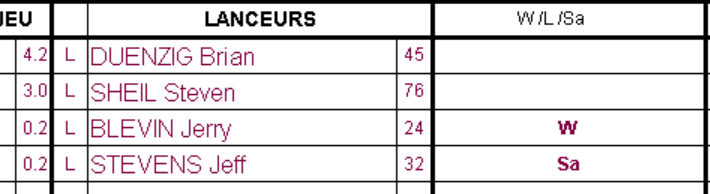 JEU LANCEURS W/L/Sa
4.2 L DUENZIG Brian 45
3.0 L SHEIL Steven 76
0.2 L BLEVIN Jerry 24 W
0.2 L STEVENS Jeff 32 Sa